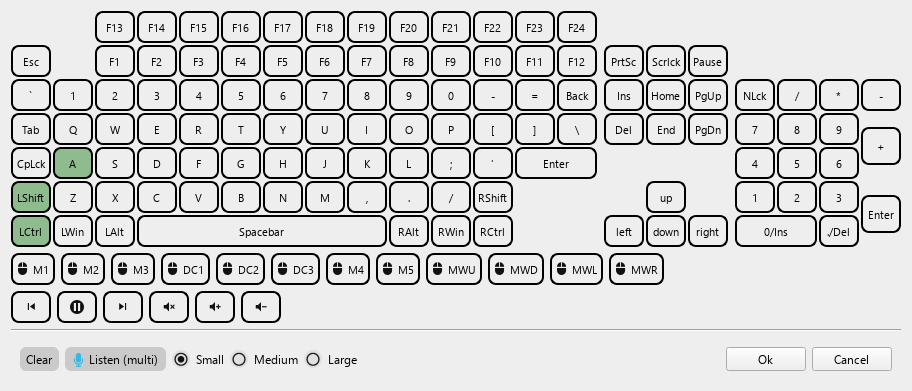 F13 F14 F15 F16 F17 F18 F19 F20 F21 F22 F23 F24
Esc F1 F2 F3 F4 F5 F6 F7 F8 F9 F10 F11 F12 PrtSc Scrlck Pause
` 1 2 3 4 5 6 7 8 9 0 - = Back Ins Home PgUp NLck / * -
Tab Q W E R T Y U I O P [ ] \ Del End PgDn 7 8 9 +
CpLck A S D F G H J K L ; ' Enter 4 5 6
LShift Z X C V B N M , . / RShift up 1 2 3 Enter
LCtrl LWin LAlt Spacebar RAlt RWin RCtrl left down right 0/Ins ./Del
M1 M2 M3 DC1 DC2 DC3 M4 M5 MWU MWD MWL MWR
Clear Listen (multi) Small Medium Large Ok Cancel